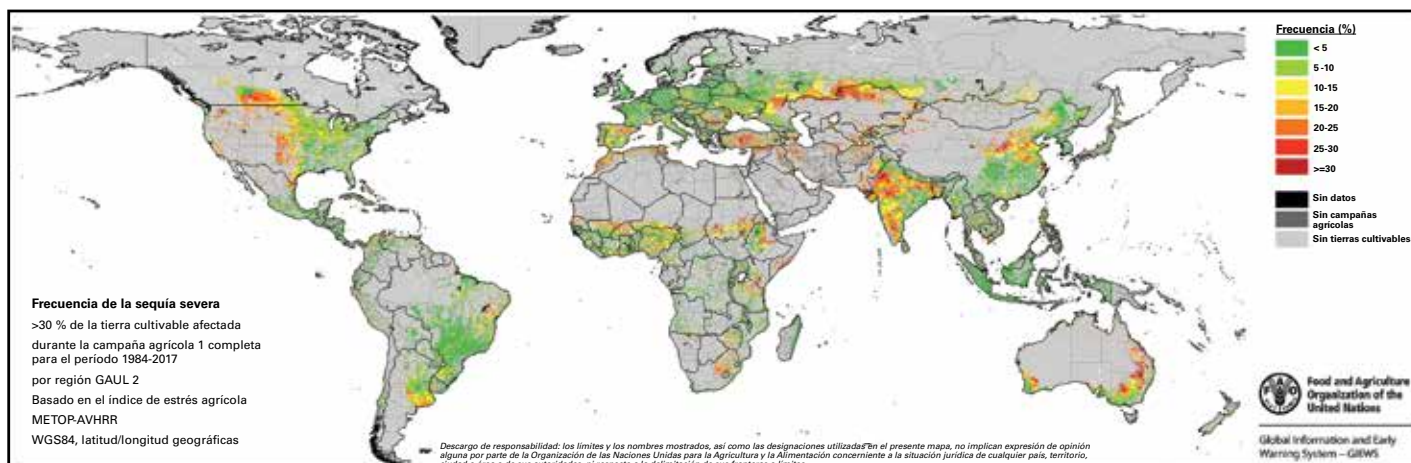 Frecuencia (%)
< 5
5 -10
10-15
15-20
20-25
25-30
>=30
Sin datos
Sin campañas
agrícolas
Sin tierras cultivables
Frecuencia de la sequía severa
>30 % de la tierra cultivable afectada
durante la campaña agrícola 1 completa
para el período 1984-2017
por región GAUL 2
Basado en el índice de estrés agrícola
METOP-AVHRR
WGS84, latitud/longitud geográficas
Descargo de responsabilidad: los límites y los nombres mostrados, así como las designaciones utilizadas en el presente mapa, no implican expresión de opinión
alguna por parte de la Organización de las Naciones Unidas para la Agricultura y la Alimentación concerniente a la situación jurídica de cualquier país, territorio,
Food and Agriculture
Organization of the
United Nations
Global Information and Early
Warning System – GIEWS